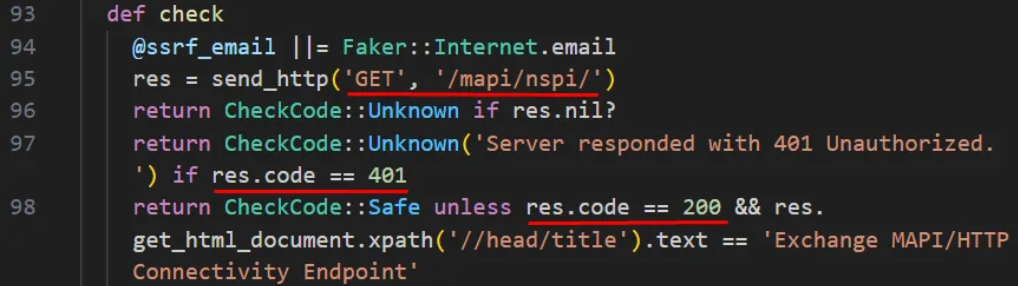 93 def check
94 @ssrf_email ||= Faker::Internet.email
95 res = send_http('GET', '/mapi/nspi/')
96 return CheckCode::Unknown if res.nil?
97 return CheckCode::Unknown('Server responded with 401 Unauthorized.
') if res.code == 401
98 return CheckCode::Safe unless res.code == 200 && res.
get_html_document.xpath('//head/title').text == 'Exchange MAPI/HTTP
Connectivity Endpoint'